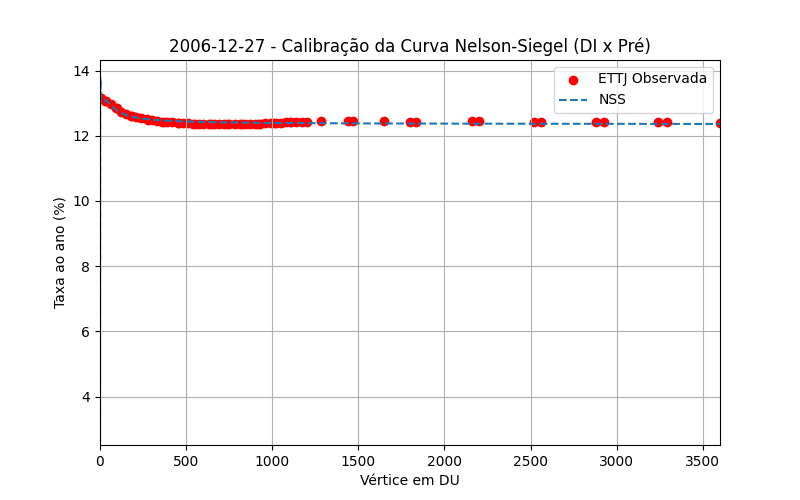 2006-12-27 - Calibração da Curva Nelson-Siegel (DI x Pré)
ETTJ Observada
NSS
Taxa ao ano (%)
14
12
10
8
6
4
0 500 1000 1500 2000 2500 3000 3500
Vértice em DU